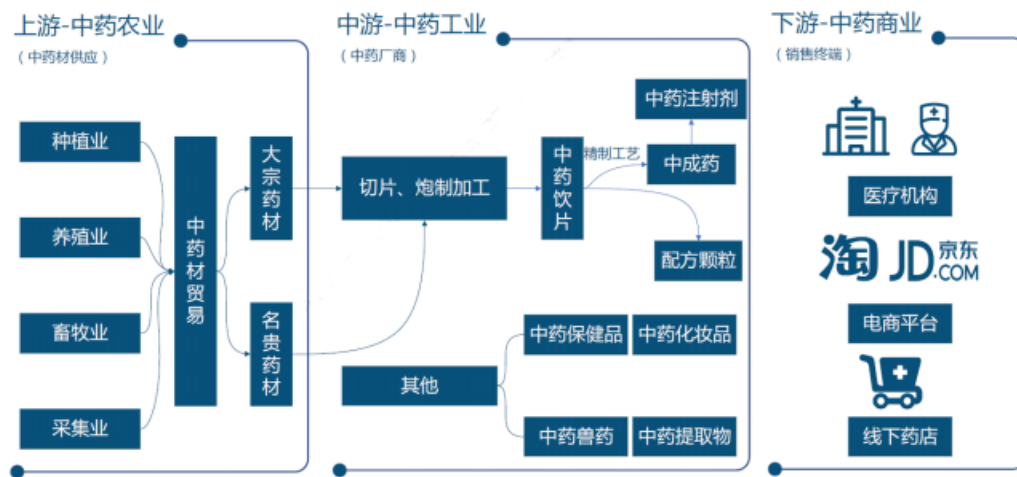 上游-中药农业
（中药材供应）
种植业
养殖业
畜牧业
采集业
中药材贸易
大宗药材
名贵药材
中游-中药工业
（中药厂商）
切片、炮制加工
中药饮片
精制工艺
中药注射剂
中成药
配方颗粒
其他
中药保健品
中药化妆品
中药兽药
中药提取物
下游-中药商业
（销售终端）
医疗机构
淘
JD京东
.COM
电商平台
线下药店